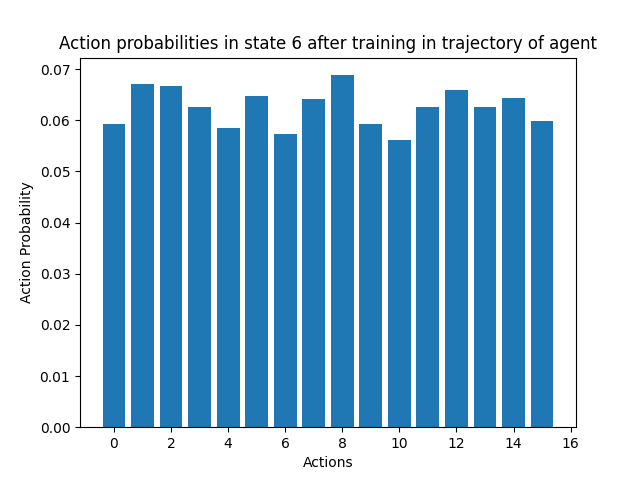 Action probabilities in state 6 after training in trajectory of agent
0.07
0.06
0.05
0.04
0.03
0.02
0.01
0.00
Action Probability
0 2 4 6 8 10 12 14 16
Actions